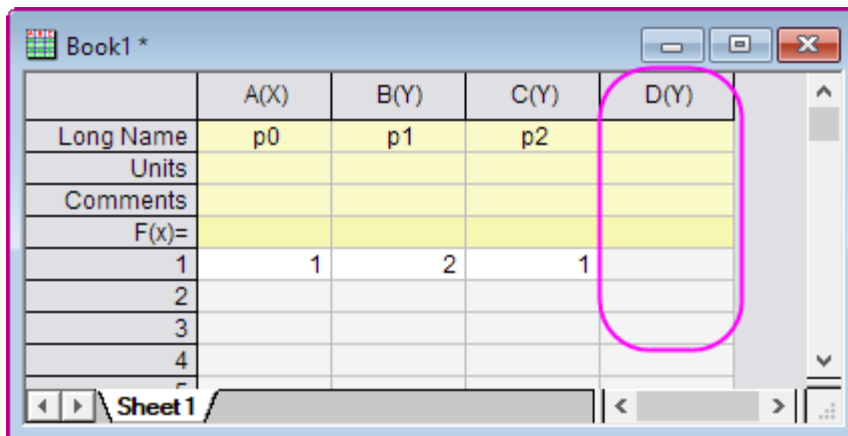 Book1 *
A(X) B(Y) C(Y) D(Y)
Long Name p0 p1 p2
Units
Comments
F(x)=
1 1 2 1
2
3
4
Sheet1